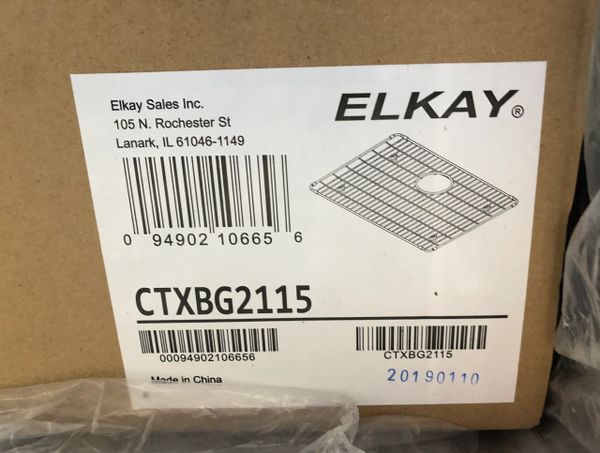 Elkay Sales Inc.
105 N. Rochester St
Lanark, IL 61046-1149
ELKAY®
0 94902 10665 6
CTXBG2115
00094902106656
CTXBG2115
Made in China
20190110